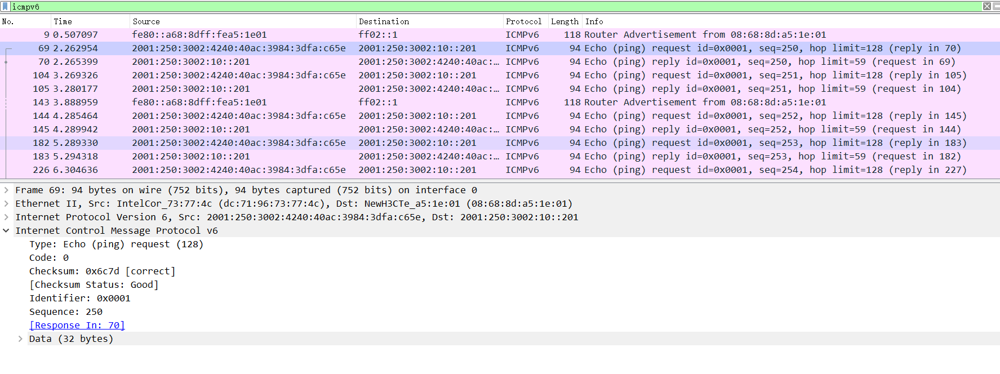 icmpv6
No. Time Source Destination Protocol Length Info
9 0.507097 fe80::a68:8dff:fea5:1e01 ff02::1 ICMPv6 118 Router Advertisement from 08:68:8d:a5:1e:01
69 2.262954 2001:250:3002:4240:40ac:3984:3dfa:c65e 2001:250:3002:10::201 ICMPv6 94 Echo (ping) request id=0x0001, seq=250, hop limit=128 (reply in 70)
70 2.265399 2001:250:3002:10::201 2001:250:3002:4240:40ac:… ICMPv6 94 Echo (ping) reply id=0x0001, seq=250, hop limit=59 (request in 69)
104 3.269326 2001:250:3002:4240:40ac:3984:3dfa:c65e 2001:250:3002:10::201 ICMPv6 94 Echo (ping) request id=0x0001, seq=251, hop limit=128 (reply in 105)
105 3.280177 2001:250:3002:10::201 2001:250:3002:4240:40ac:… ICMPv6 94 Echo (ping) reply id=0x0001, seq=251, hop limit=59 (request in 104)
143 3.888959 fe80::a68:8dff:fea5:1e01 ff02::1 ICMPv6 118 Router Advertisement from 08:68:8d:a5:1e:01
144 4.285464 2001:250:3002:4240:40ac:3984:3dfa:c65e 2001:250:3002:10::201 ICMPv6 94 Echo (ping) request id=0x0001, seq=252, hop limit=128 (reply in 145)
145 4.289942 2001:250:3002:10::201 2001:250:3002:4240:40ac:… ICMPv6 94 Echo (ping) reply id=0x0001, seq=252, hop limit=59 (request in 144)
182 5.289330 2001:250:3002:4240:40ac:3984:3dfa:c65e 2001:250:3002:10::201 ICMPv6 94 Echo (ping) request id=0x0001, seq=253, hop limit=128 (reply in 183)
183 5.294318 2001:250:3002:10::201 2001:250:3002:4240:40ac:… ICMPv6 94 Echo (ping) reply id=0x0001, seq=253, hop limit=59 (request in 182)
226 6.304636 2001:250:3002:4240:40ac:3984:3dfa:c65e 2001:250:3002:10::201 ICMPv6 94 Echo (ping) request id=0x0001, seq=254, hop limit=128 (reply in 227)
Frame 69: 94 bytes on wire (752 bits), 94 bytes captured (752 bits) on interface 0
Ethernet II, Src: IntelCor_73:77:4c (dc:71:96:73:77:4c), Dst: NewH3CTe_a5:1e:01 (08:68:8d:a5:1e:01)
Internet Protocol Version 6, Src: 2001:250:3002:4240:40ac:3984:3dfa:c65e, Dst: 2001:250:3002:10::201
Internet Control Message Protocol v6
Type: Echo (ping) request (128)
Code: 0
Checksum: 0x6c7d [correct]
[Checksum Status: Good]
Identifier: 0x0001
Sequence: 250
[Response In: 70]
Data (32 bytes)